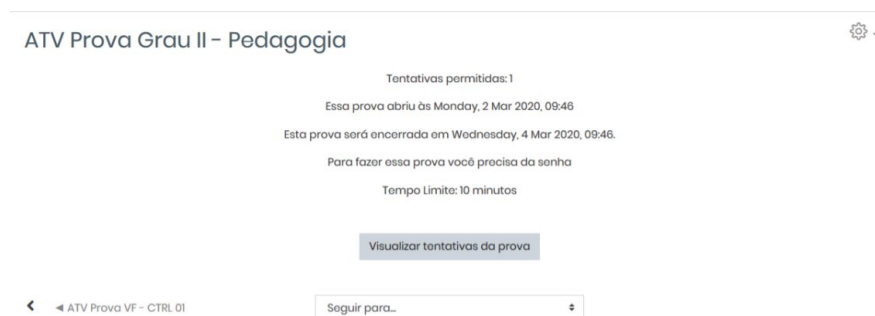 ATV Prova Grau II - Pedagogia
Tentativas permitidas: 1
Essa prova abriu às Monday, 2 Mar 2020, 09:46
Esta prova será encerrada em Wednesday, 4 Mar 2020, 09:46.
Para fazer essa prova você precisa da senha
Tempo Limite: 10 minutos
Visualizar tentativas da prova
◄ ATV Prova VF - CTRL 01
Seguir para...